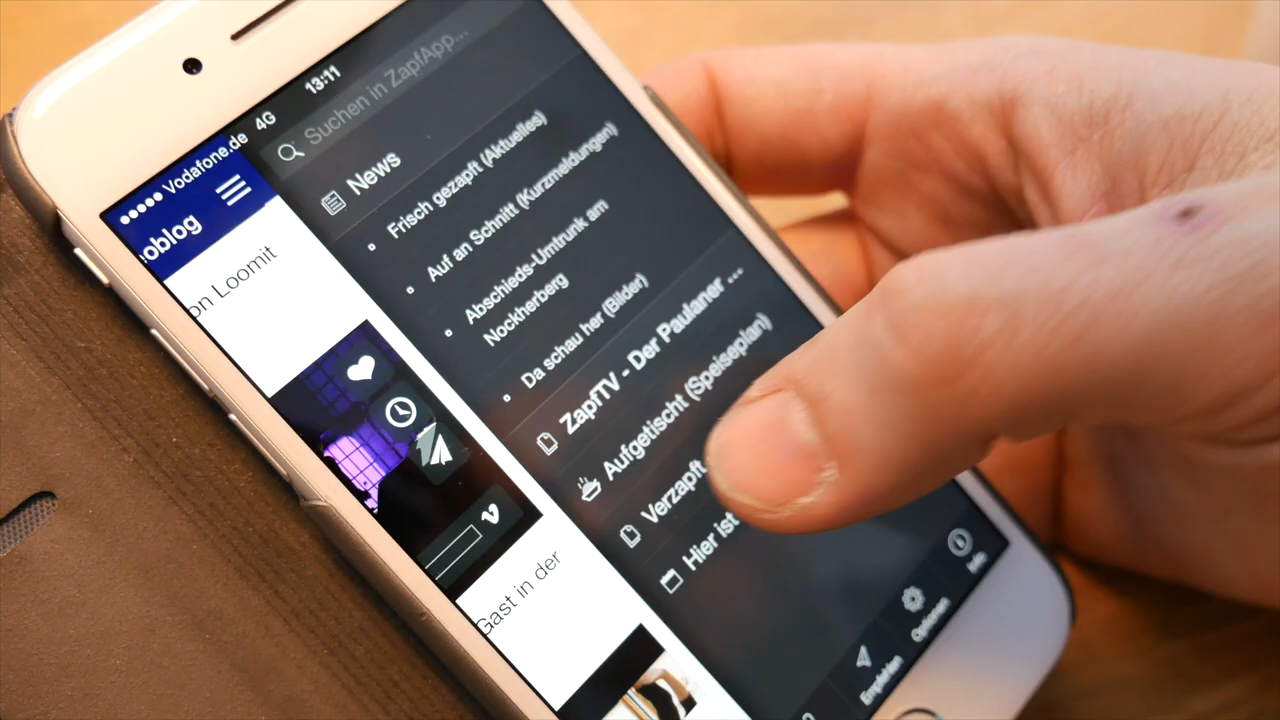 Vodafone.de 4G 13:11
oblog
on Loomit
Gast in der
Suchen in ZapfApp...
News
Frisch gezapft (Aktuelles)
Auf an Schnitt (Kurzmeldungen)
Abschieds-Umtrunk am
Nockherberg
Da schau her (Bilder)
ZapfTV - Der Paulaner ...
Aufgetischt (Speiseplan)
Verzapft
Hier ist
Empfehlen
Optionen
Info